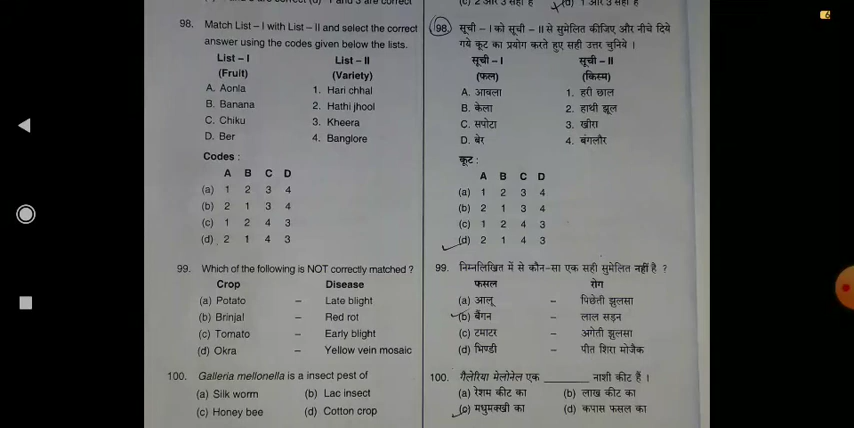 98. Match List – I with List – II and select the correct
answer using the codes given below the lists.
List – I List – II
(Fruit) (Variety)
A. Aonla 1. Hari chhal
B. Banana 2. Hathi jhool
C. Chiku 3. Kheera
D. Ber 4. Banglore
Codes :
A B C D
(a) 1 2 3 4
(b) 2 1 3 4
(c) 1 2 4 3
(d) 2 1 4 3
99. Which of the following is NOT correctly matched ?
Crop Disease
(a) Potato – Late blight
(b) Brinjal – Red rot
(c) Tomato – Early blight
(d) Okra – Yellow vein mosaic
100. Galleria mellonella is a insect pest of
(a) Silk worm (b) Lac insect
(c) Honey bee (d) Cotton crop
98. सूची – I को सूची – II से सुमेलित कीजिए और नीचे दिये
गये कूट का प्रयोग करते हुए सही उत्तर चुनिये ।
सूची – I सूची – II
(फल) (किस्म)
A. आवला 1. हरी छाल
B. केला 2. हाथी झूल
C. सपोटा 3. खीरा
D. बेर 4. बंगलौर
कूट :
A B C D
(a) 1 2 3 4
(b) 2 1 3 4
(c) 1 2 4 3
(d) 2 1 4 3
99. निम्नलिखित में से कौन-सा एक सही सुमेलित नहीं है ?
फसल रोग
(a) आलू – पिछेती झुलसा
(b) बैंगन – लाल सड़न
(c) टमाटर – अगेती झुलसा
(d) भिण्डी – पीत शिरा मोजैक
100. गैलेरिया मेलोनेल एक ________ नाशी कीट हैं ।
(a) रेशम कीट का (b) लाख कीट का
(c) मधुमक्खी का (d) कपास फसल का